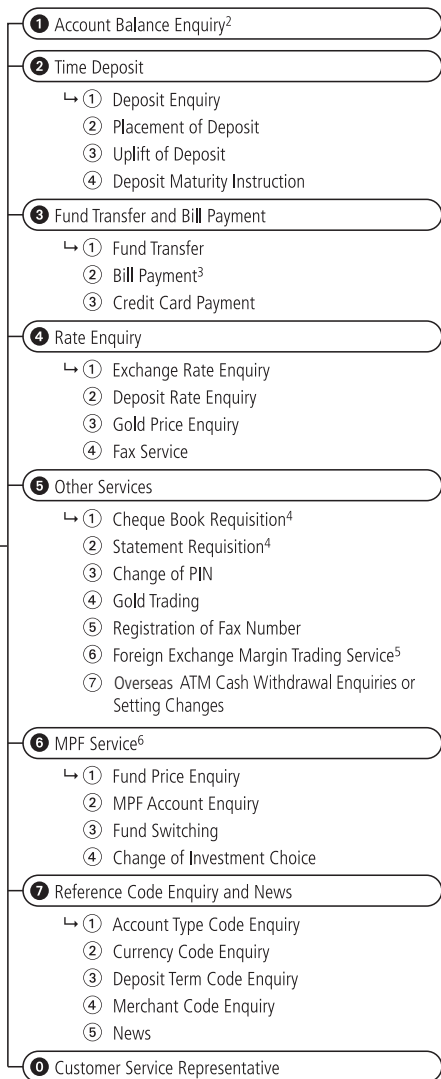 ❶ Account Balance Enquiry²
❷ Time Deposit
↳ ① Deposit Enquiry
② Placement of Deposit
③ Uplift of Deposit
④ Deposit Maturity Instruction
❸ Fund Transfer and Bill Payment
↳ ① Fund Transfer
② Bill Payment³
③ Credit Card Payment
❹ Rate Enquiry
↳ ① Exchange Rate Enquiry
② Deposit Rate Enquiry
③ Gold Price Enquiry
④ Fax Service
❺ Other Services
↳ ① Cheque Book Requisition⁴
② Statement Requisition⁴
③ Change of PIN
④ Gold Trading
⑤ Registration of Fax Number
⑥ Foreign Exchange Margin Trading Service⁵
⑦ Overseas ATM Cash Withdrawal Enquiries or
Setting Changes
❻ MPF Service⁶
↳ ① Fund Price Enquiry
② MPF Account Enquiry
③ Fund Switching
④ Change of Investment Choice
❼ Reference Code Enquiry and News
↳ ① Account Type Code Enquiry
② Currency Code Enquiry
③ Deposit Term Code Enquiry
④ Merchant Code Enquiry
⑤ News
⓿ Customer Service Representative